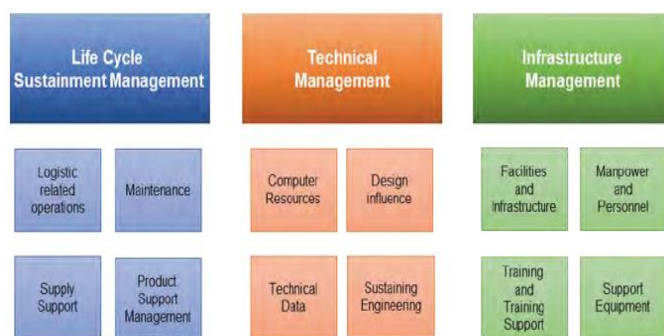 Life Cycle
Sustainment Management
Technical
Management
Infrastructure
Management
Logistic
related
operations
Maintenance
Computer
Resources
Design
influence
Facilities
and
Infrastructure
Manpower
and
Personnel
Supply
Support
Product
Support
Management
Technical
Data
Sustaining
Engineering
Training
and
Training
Support
Support
Equipment